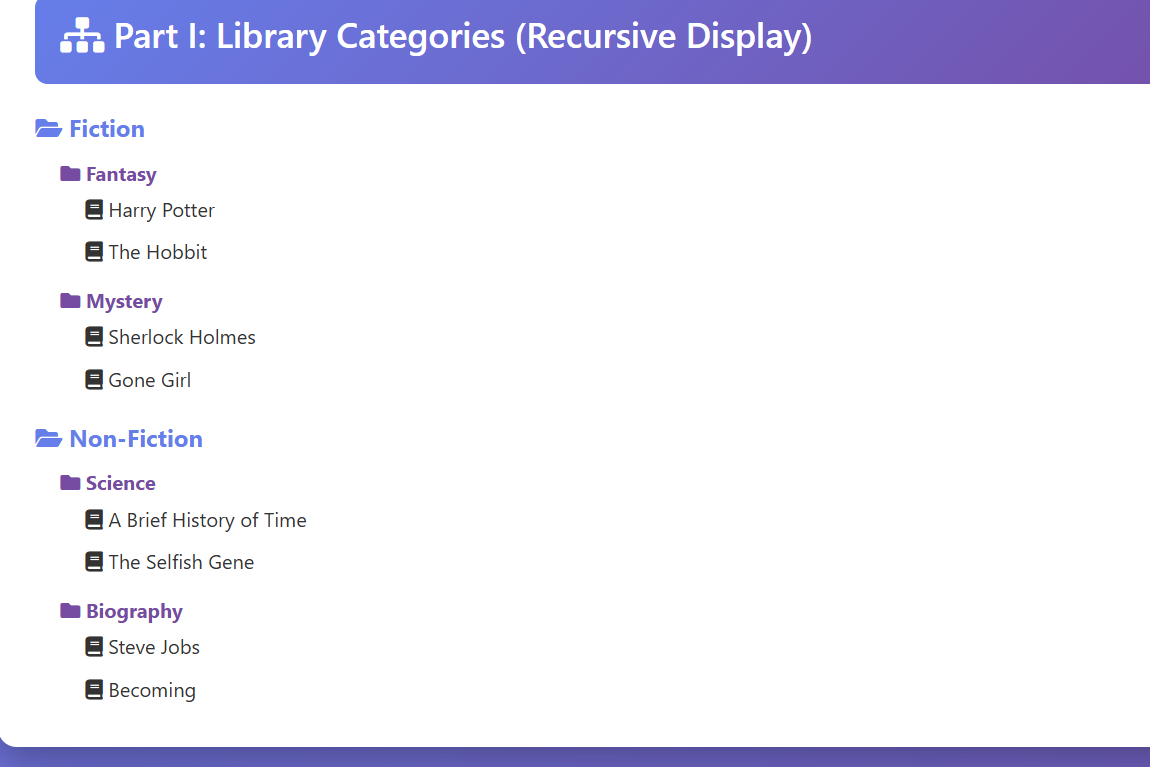 Part I: Library Categories (Recursive Display)
Fiction
Fantasy
Harry Potter
The Hobbit
Mystery
Sherlock Holmes
Gone Girl
Non-Fiction
Science
A Brief History of Time
The Selfish Gene
Biography
Steve Jobs
Becoming